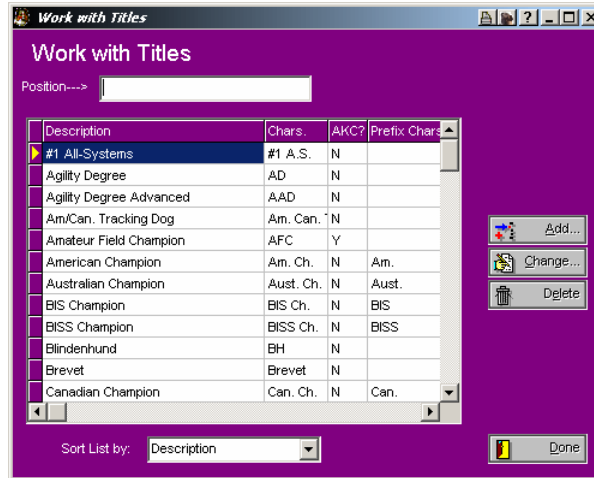 Work with Titles
?
Work with Titles
Position--->
Description Chars. AKC? Prefix Chars
#1 All-Systems #1 A.S. N
Agility Degree AD N
Agility Degree Advanced AAD N
Am/Can. Tracking Dog Am. Can. N
Amateur Field Champion AFC Y
American Champion Am. Ch. N Am.
Australian Champion Aust. Ch. N Aust.
BIS Champion BIS Ch. N BIS
BISS Champion BISS Ch. N BISS
Blindenhund BH N
Brevet Brevet N
Canadian Champion Can. Ch. N Can.
Add...
Change...
Delete
Sort List by: Description
Done